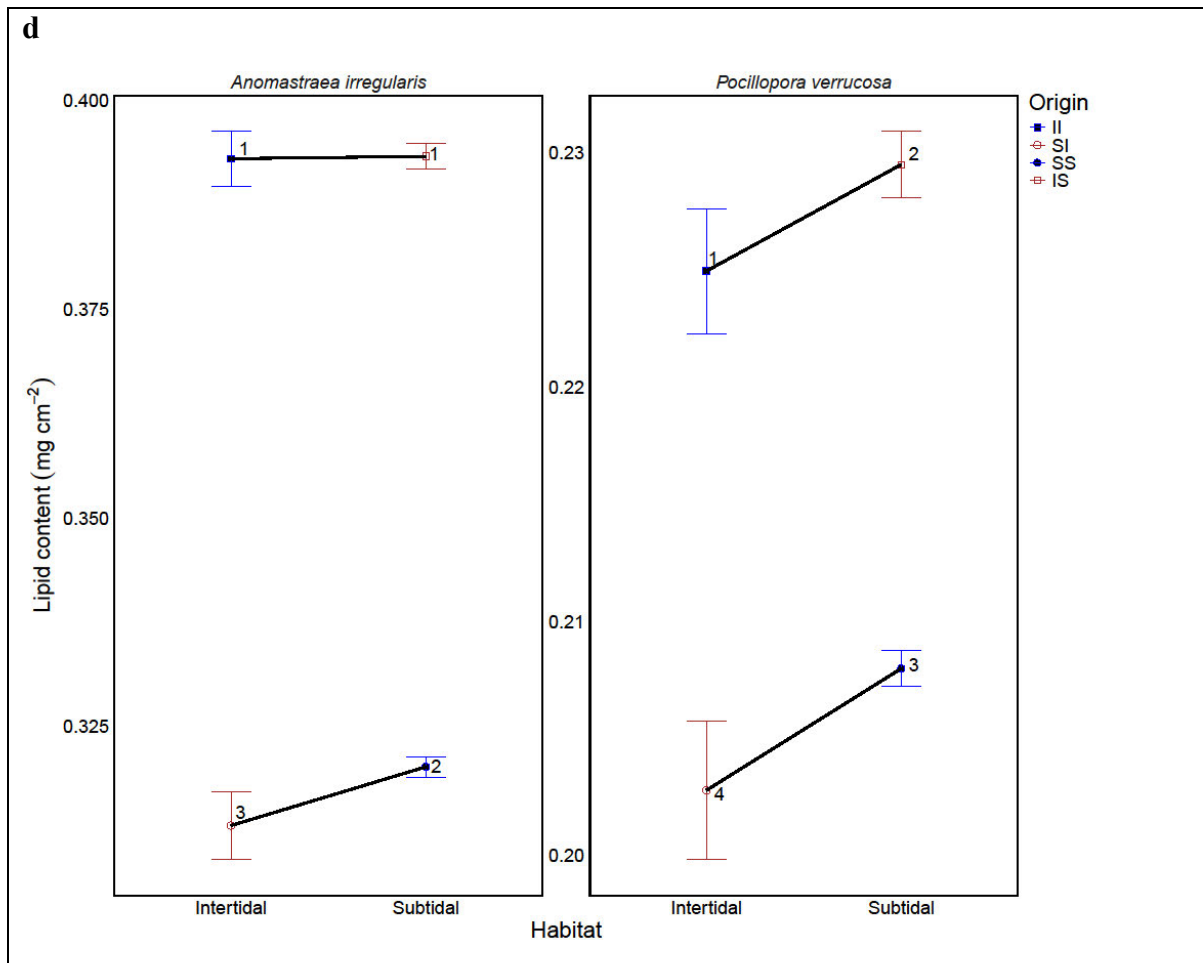 d
Anomastraea irregularis
Pocillopora verrucosa
Origin
II
SI
SS
IS
Lipid content (mg cm⁻²)
0.400
0.375
0.350
0.325
1
1
3
2
0.23
0.22
0.21
0.20
1
2
4
3
Intertidal
Subtidal
Intertidal
Subtidal
Habitat